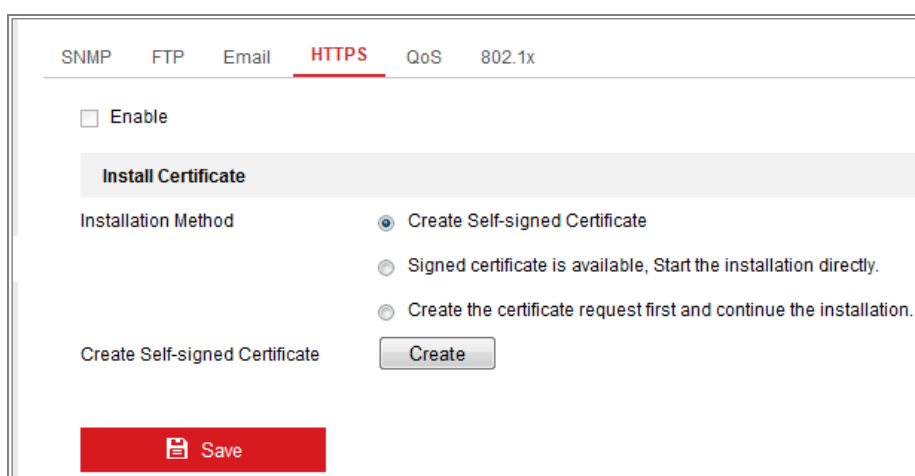 SNMP FTP Email HTTPS QoS 802.1x
Enable
Install Certificate
Installation Method
Create Self-signed Certificate
Signed certificate is available, Start the installation directly.
Create the certificate request first and continue the installation.
Create Self-signed Certificate Create
Save